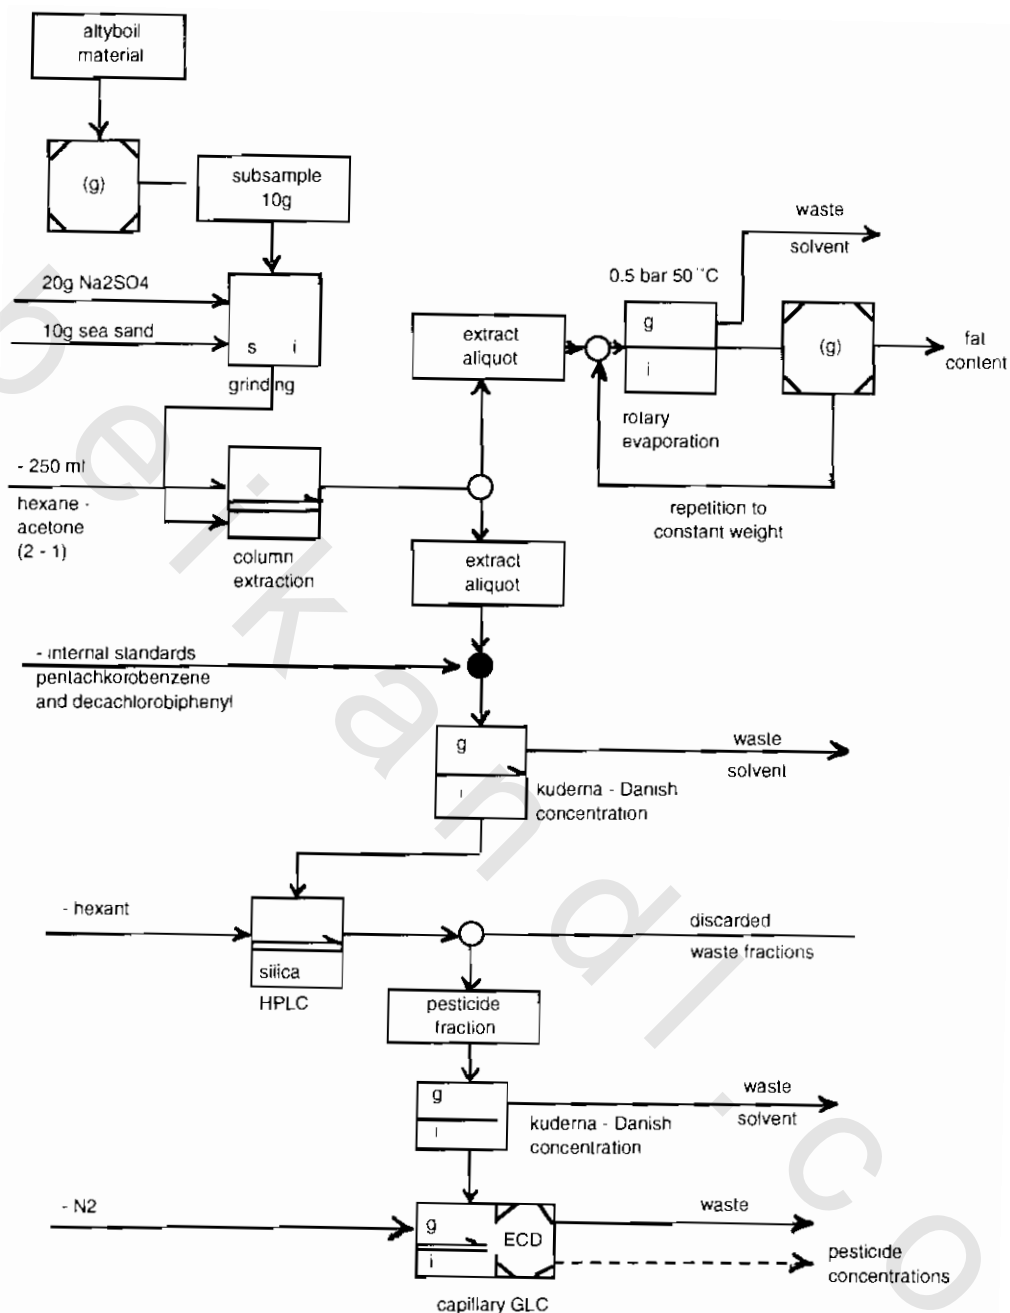 altyboil
material
(g)
subsample
10g
waste
solvent
20g Na2SO4
10g sea sand
s i
grinding
extract
aliquot
0.5 bar 50 °C
g
i
rotary
evaporation
(g)
fat
content
repetition to
constant weight
- 250 ml
hexane -
acetone
(2 - 1)
column
extraction
extract
aliquot
- internal standards
pentachkorobenzene
and decachlorobiphenyl
g
i
waste
solvent
kuderna - Danish
concentration
- hexant
silica
HPLC
discarded
waste fractions
pesticide
fraction
g
i
waste
solvent
kuderna - Danish
concentration
- N2
g
i
ECD
waste
pesticide
concentrations
capillary GLC
beikandl.co